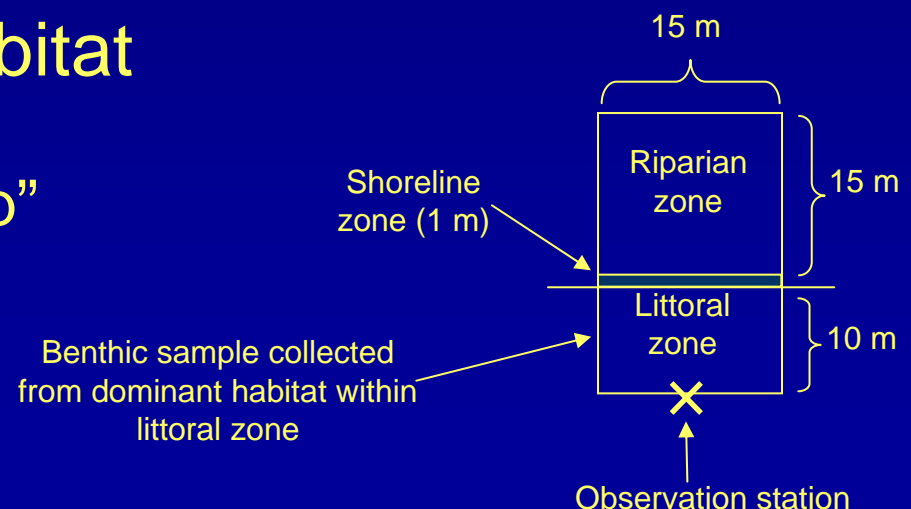 15 m
Riparian
zone
15 m
Shoreline
zone (1 m)
Littoral
zone
10 m
Benthic sample collected
from dominant habitat within
littoral zone
Observation station